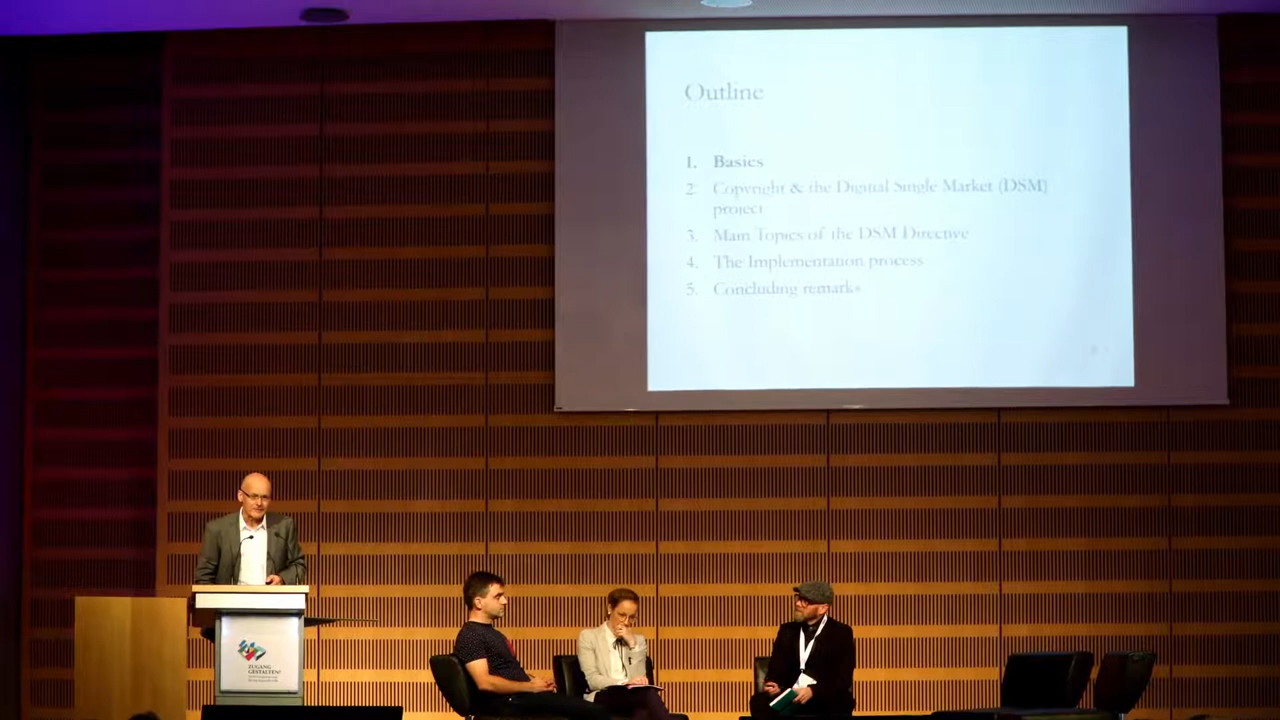 Outline
1. Basics
2. Copyright & the Digitial Single Market (DSM)
project
3. Main Topics of the DSM Directive
4. The Implementation process
5. Concluding remarks
ZUGANG
GESTALTEN!